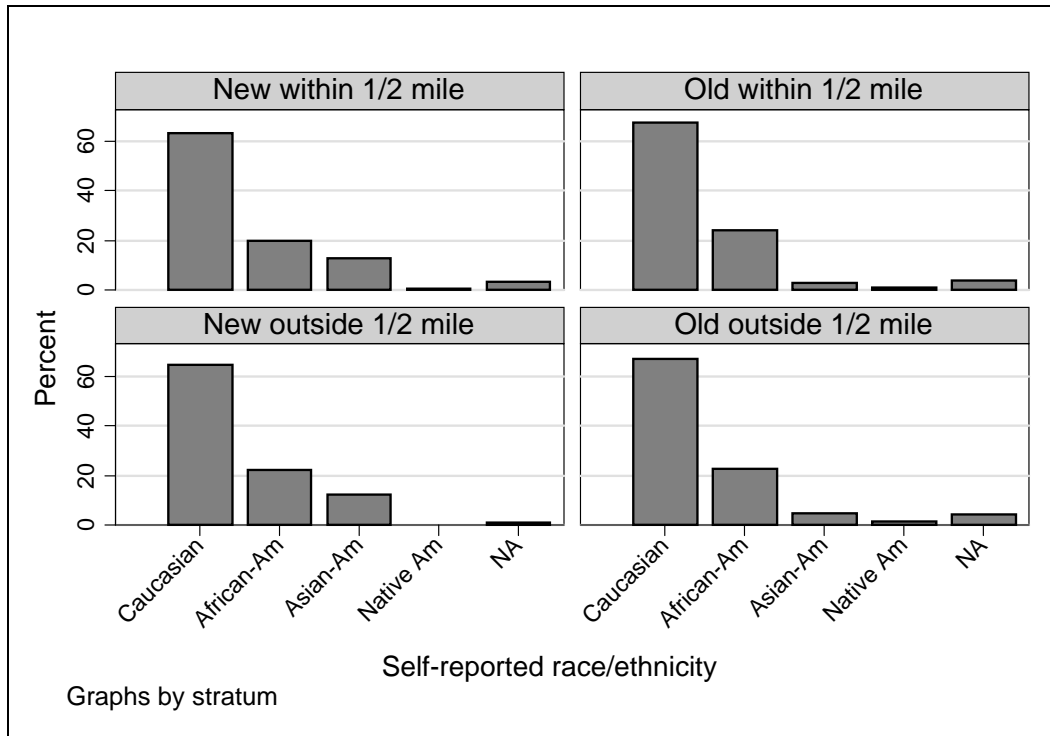 New within 1/2 mile
Old within 1/2 mile
0 20 40 60
New outside 1/2 mile
Old outside 1/2 mile
0 20 40 60
Percent
Caucasian African-Am Asian-Am Native Am NA
Caucasian African-Am Asian-Am Native Am NA
Self-reported race/ethnicity
Graphs by stratum